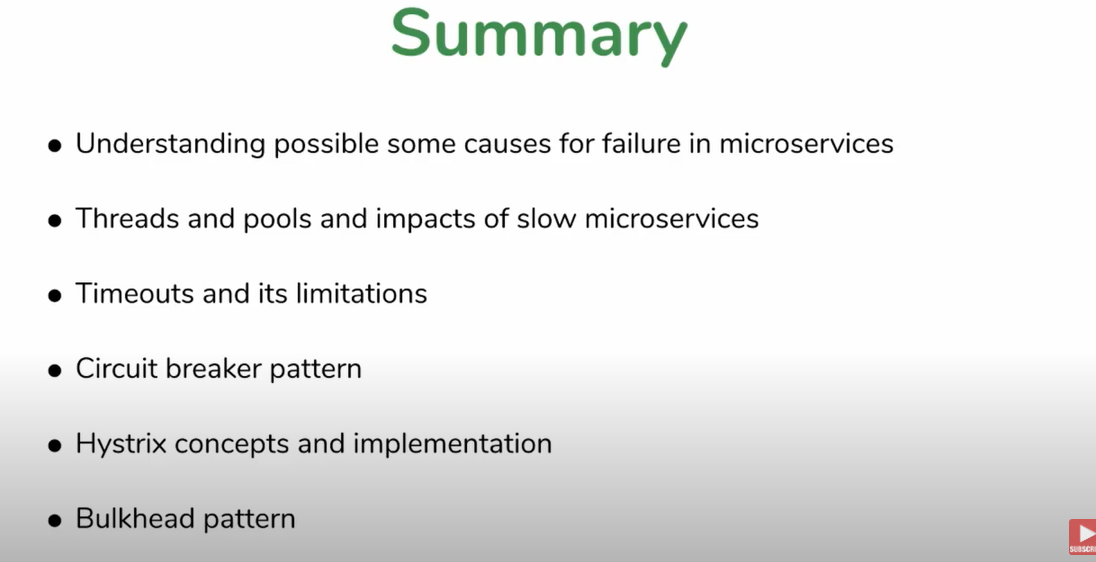 Summary
• Understanding possible some causes for failure in microservices
• Threads and pools and impacts of slow microservices
• Timeouts and its limitations
• Circuit breaker pattern
• Hystrix concepts and implementation
• Bulkhead pattern